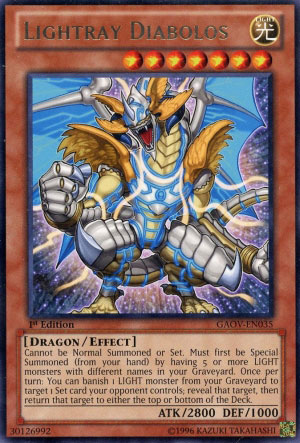 Lightray Diabolos
LIGHT
光
GAOV-EN035
1st Edition
[DRAGON/EFFECT]
Cannot be Normal Summoned or Set. Must first be Special
Summoned (from your hand) by having 5 or more LIGHT
monsters with different names in your Graveyard. Once per
turn: You can banish 1 LIGHT monster from your Graveyard to
target 1 Set card your opponent controls; reveal that target, then
return that target to either the top or bottom of the Deck.
ATK/2800 DEF/1000
30126992
©1996 KAZUKI TAKAHASHI